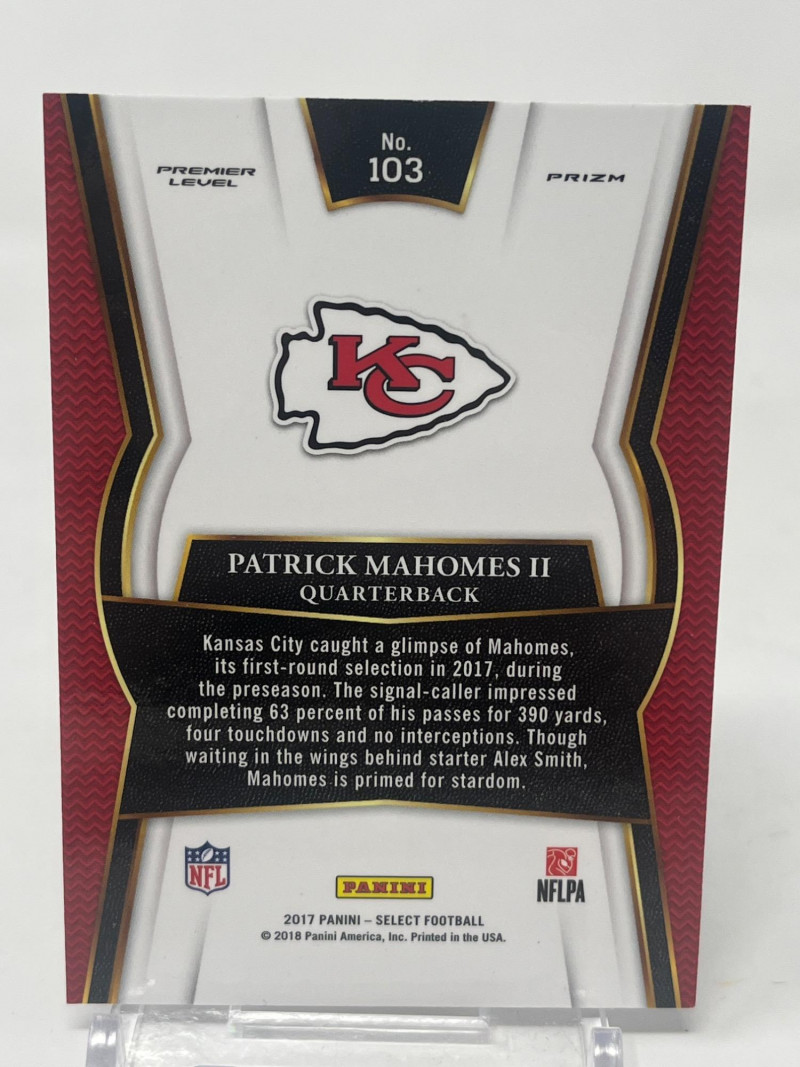 No.
103
PREMIER
LEVEL
PRIZM
KC
PATRICK MAHOMES II
QUARTERBACK
Kansas City caught a glimpse of Mahomes,
its first-round selection in 2017, during
the preseason. The signal-caller impressed
completing 63 percent of his passes for 390 yards,
four touchdowns and no interceptions. Though
waiting in the wings behind starter Alex Smith,
Mahomes is primed for stardom.
NFL
PANINI
NFLPA
2017 PANINI – SELECT FOOTBALL
© 2018 Panini America, Inc. Printed in the USA.